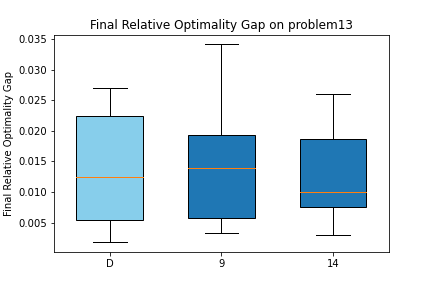 Final Relative Optimality Gap on problem13
Final Relative Optimality Gap
0.035
0.030
0.025
0.020
0.015
0.010
0.005
D 9 14